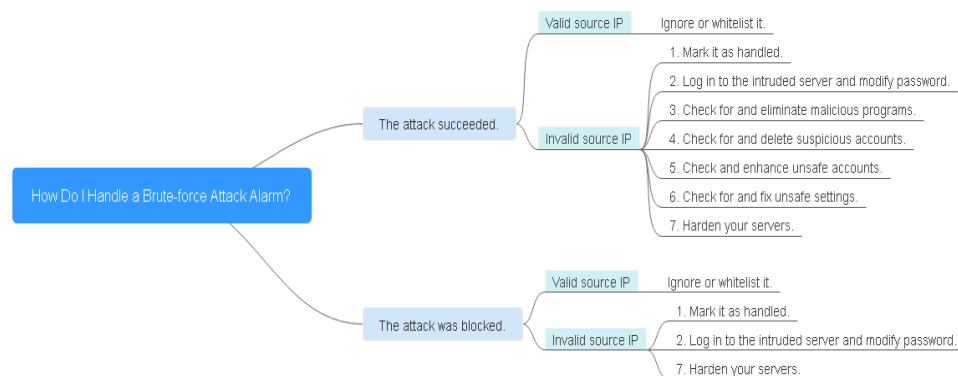 How Do I Handle a Brute-force Attack Alarm?
The attack succeeded.
Valid source IP
Ignore or whitelist it.
Invalid source IP
1. Mark it as handled.
2. Log in to the intruded server and modify password.
3. Check for and eliminate malicious programs.
4. Check for and delete suspicious accounts.
5. Check and enhance unsafe accounts.
6. Check for and fix unsafe settings.
7. Harden your servers.
The attack was blocked.
Valid source IP
Ignore or whitelist it.
Invalid source IP
1. Mark it as handled.
2. Log in to the intruded server and modify password.
7. Harden your servers.